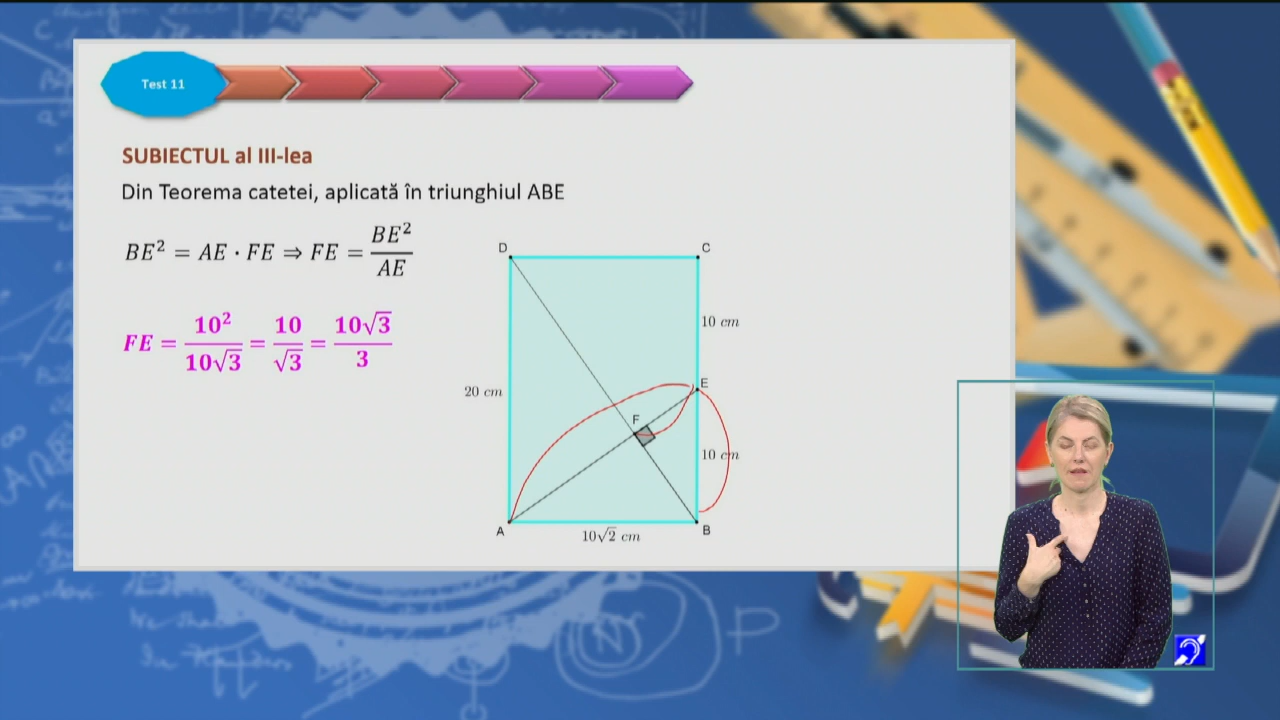 Test 11
SUBIECTUL al III-lea
Din Teorema catetei, aplicată în triunghiul ABE
BE² = AE · FE ⇒ FE = BE²/AE
FE = 10²/10√3 = 10/√3 = 10√3/3
D
C
10 cm
20 cm
E
F
10 cm
A
B
10√2 cm
N
P